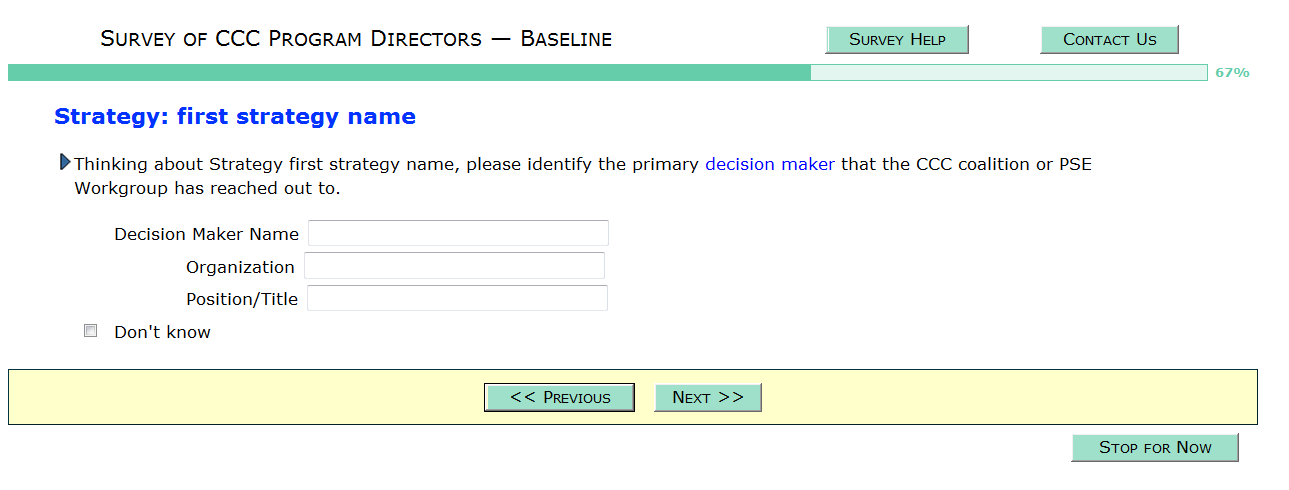 Survey of CCC Program Directors — Baseline
Survey Help
Contact Us
67%
Strategy: first strategy name
Thinking about Strategy first strategy name, please identify the primary decision maker that the CCC coalition or PSE
Workgroup has reached out to.
Decision Maker Name
Organization
Position/Title
Don't know
<< Previous
Next >>
Stop for Now